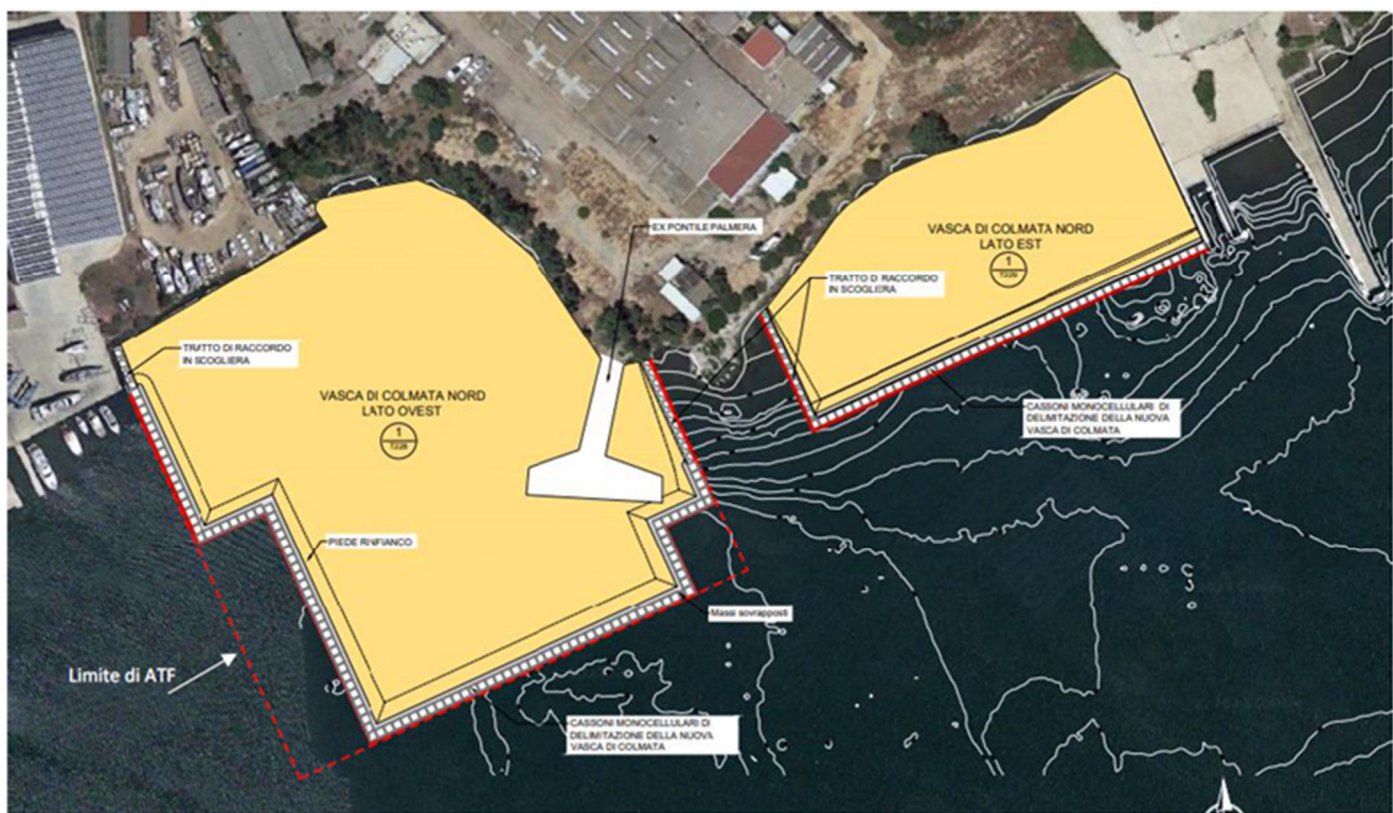 EX PONTILE PALMERA
VASCA DI COLMATA NORD
LATO EST
1
T229
TRATTO DI RACCORDO
IN SCOGLIERA
TRATTO DI RACCORDO
IN SCOGLIERA
VASCA DI COLMATA NORD
LATO OVEST
1
T228
CASSONI MONOCELLULARI DI
DELIMITAZIONE DELLA NUOVA
VASCA DI COLMATA
PIEDE RINFIANCO
Massi sovrapposti
Limite di ATF
CASSONI MONOCELLULARI DI
DELIMITAZIONE DELLA NUOVA
VASCA DI COLMATA